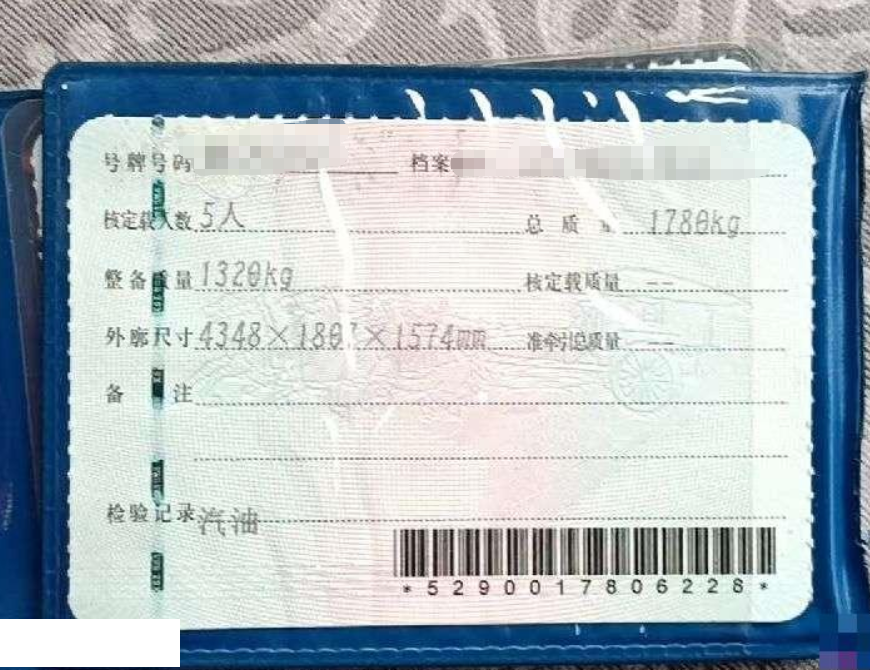 号牌号码 档案
核定载人数 5人 总质量 1780kg
整备质量 1320kg 核定载质量 --
外廓尺寸 4348×180 ×1574mm 准牵引总质量 --
备注
检验记录 汽油
*5290017806228*